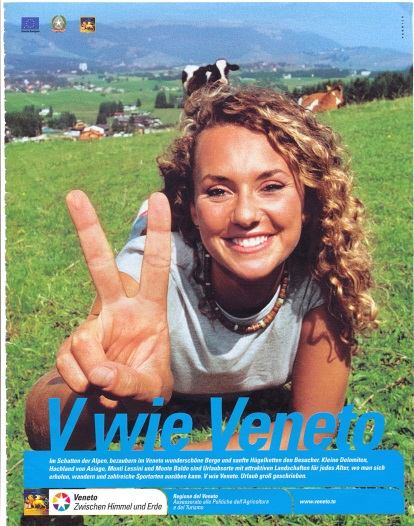 V wie Veneto
Im Schatten der Alpen, bezaubern im Veneto wunderschöne Berge und sanfte Hügelketten den Besucher. Kleine Dolomiten,
Hochland von Asiago, Monti Lessini und Monte Baldo sind Urlaubsorte mit attraktiven Landschaften für jedes Alter, wo man sich
erholen, wandern und zahlreiche Sportarten ausüben kann. V wie Veneto. Urlaub groß geschrieben.
Veneto
Zwischen Himmel und Erde
Regione del Veneto
Assessorato alle Politiche dell'Agricoltura
e del Turismo
www.veneto.to